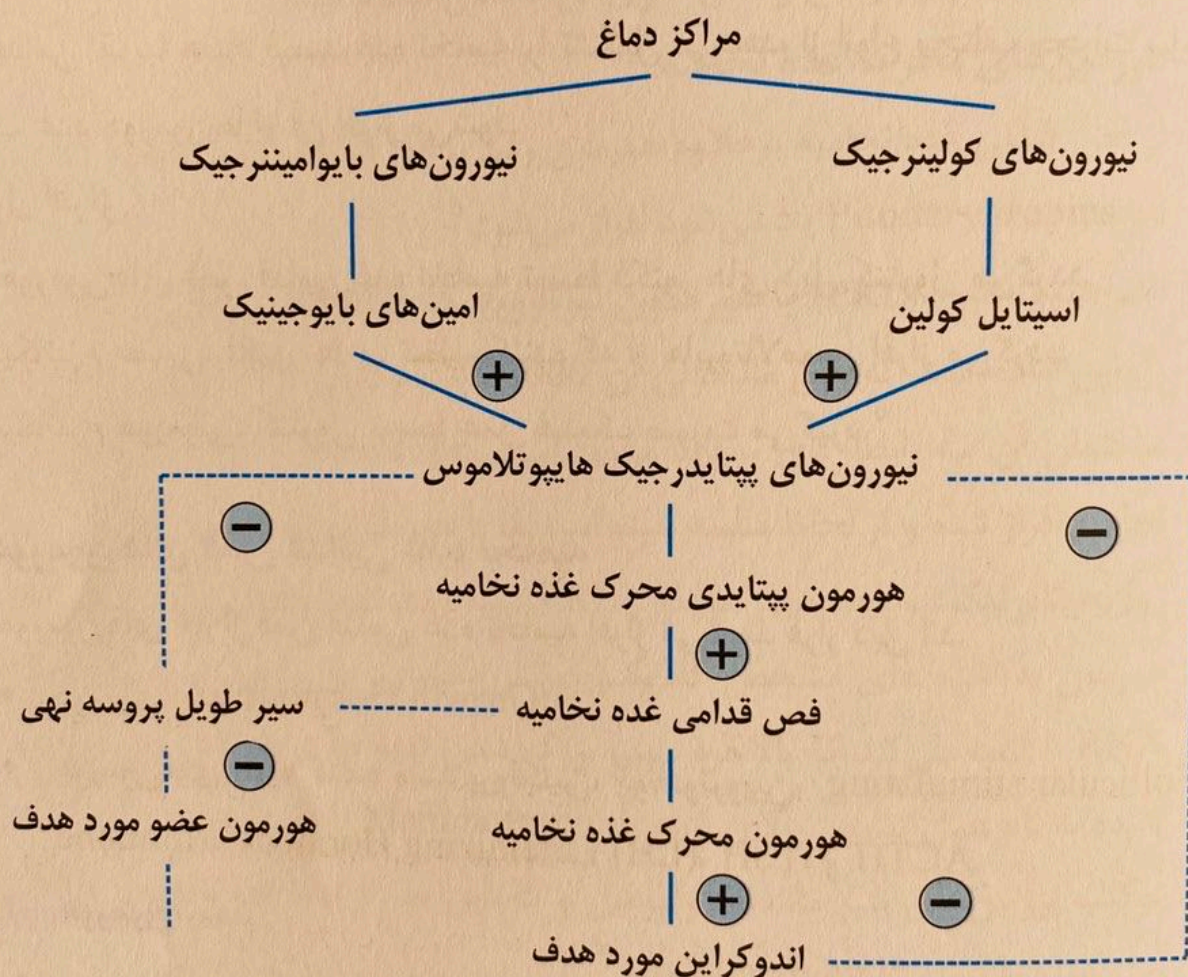 مراکز دماغ
نیورون‌های کولینرجیک
نیورون‌های بایوامیننرجیک
اسیتایل کولین
امین‌های بایوجینیک
+
+
نیورون‌های پپتایدرجیک هایپوتلاموس
−
−
هورمون پپتایدی محرک غذه نخامیه
+
فص قدامی غده نخامیه
سیر طویل پروسه نهی
−
هورمون محرک غذه نخامیه
هورمون عضو مورد هدف
+
−
اندوکراین مورد هدف